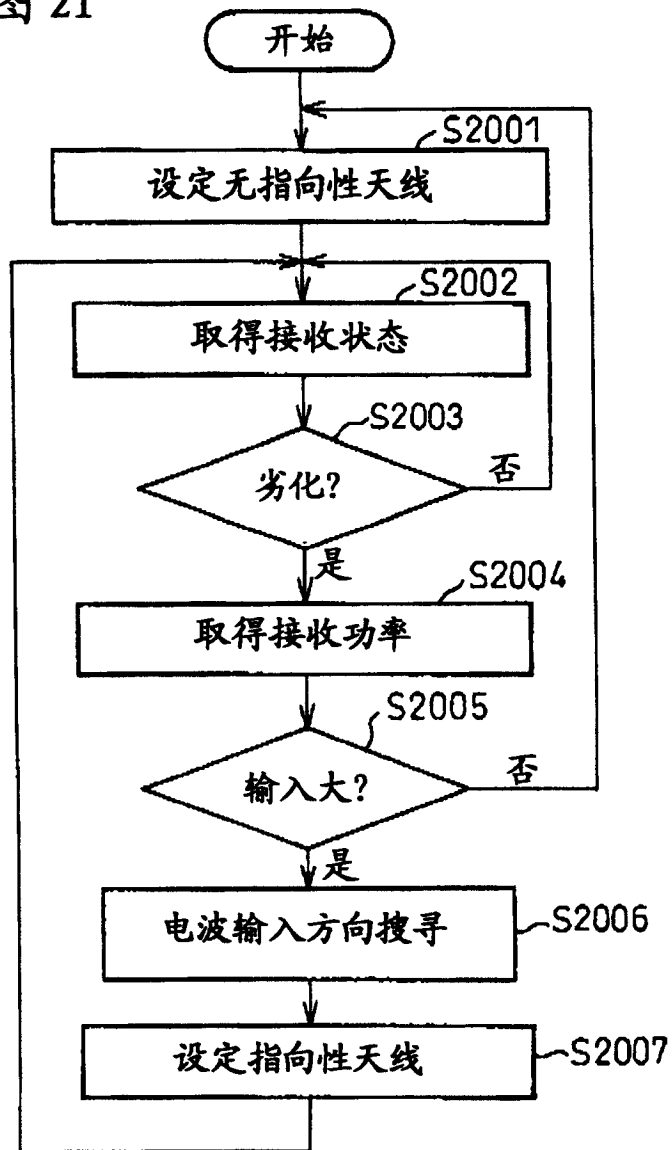 图 21
开始
S2001
设定无指向性天线
S2002
取得接收状态
S2003
劣化?
否
是
S2004
取得接收功率
S2005
输入大?
否
是
电波输入方向搜寻
S2006
设定指向性天线
S2007